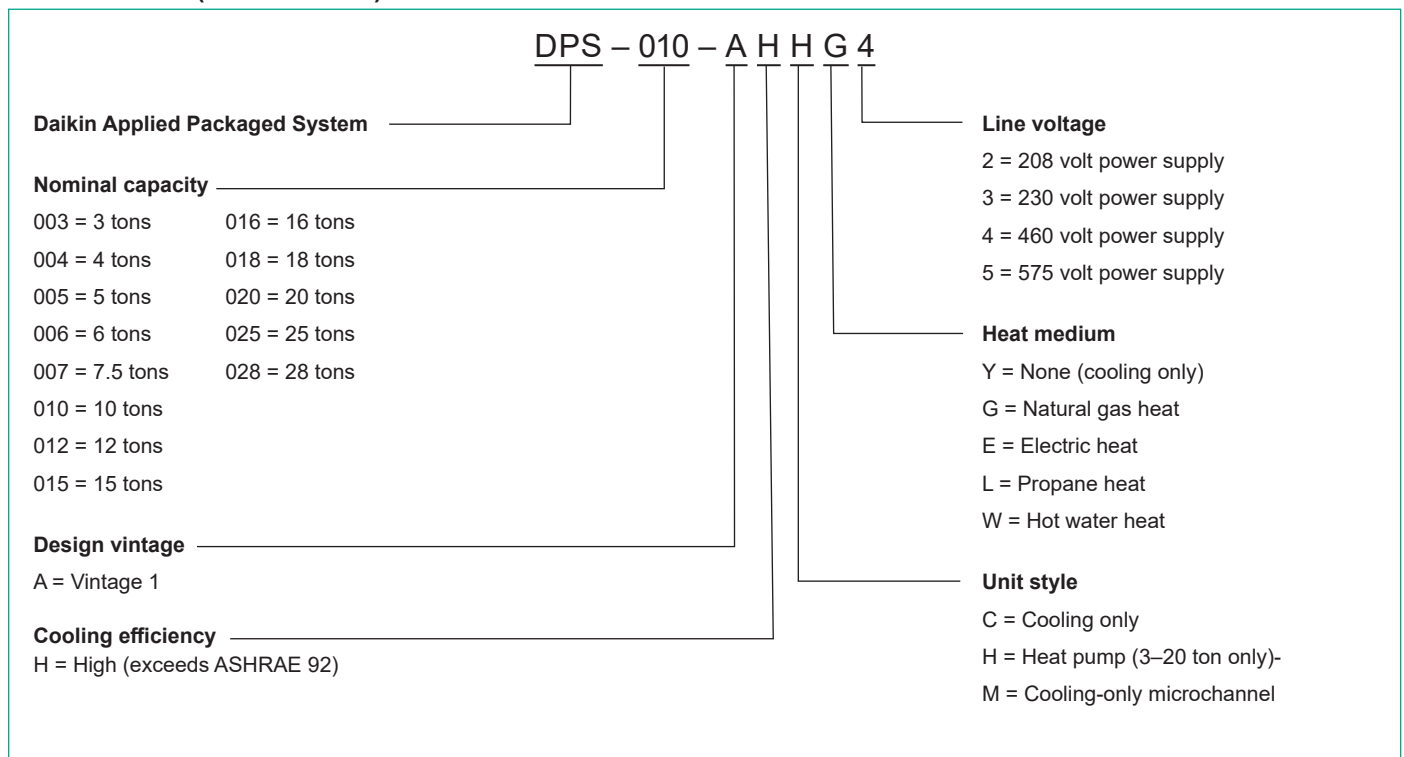 DPS – 010 – A H H G 4
Daikin Applied Packaged System
Nominal capacity
003 = 3 tons 016 = 16 tons
004 = 4 tons 018 = 18 tons
005 = 5 tons 020 = 20 tons
006 = 6 tons 025 = 25 tons
007 = 7.5 tons 028 = 28 tons
010 = 10 tons
012 = 12 tons
015 = 15 tons
Design vintage
A = Vintage 1
Cooling efficiency
H = High (exceeds ASHRAE 92)
Line voltage
2 = 208 volt power supply
3 = 230 volt power supply
4 = 460 volt power supply
5 = 575 volt power supply
Heat medium
Y = None (cooling only)
G = Natural gas heat
E = Electric heat
L = Propane heat
W = Hot water heat
Unit style
C = Cooling only
H = Heat pump (3–20 ton only)-
M = Cooling-only microchannel